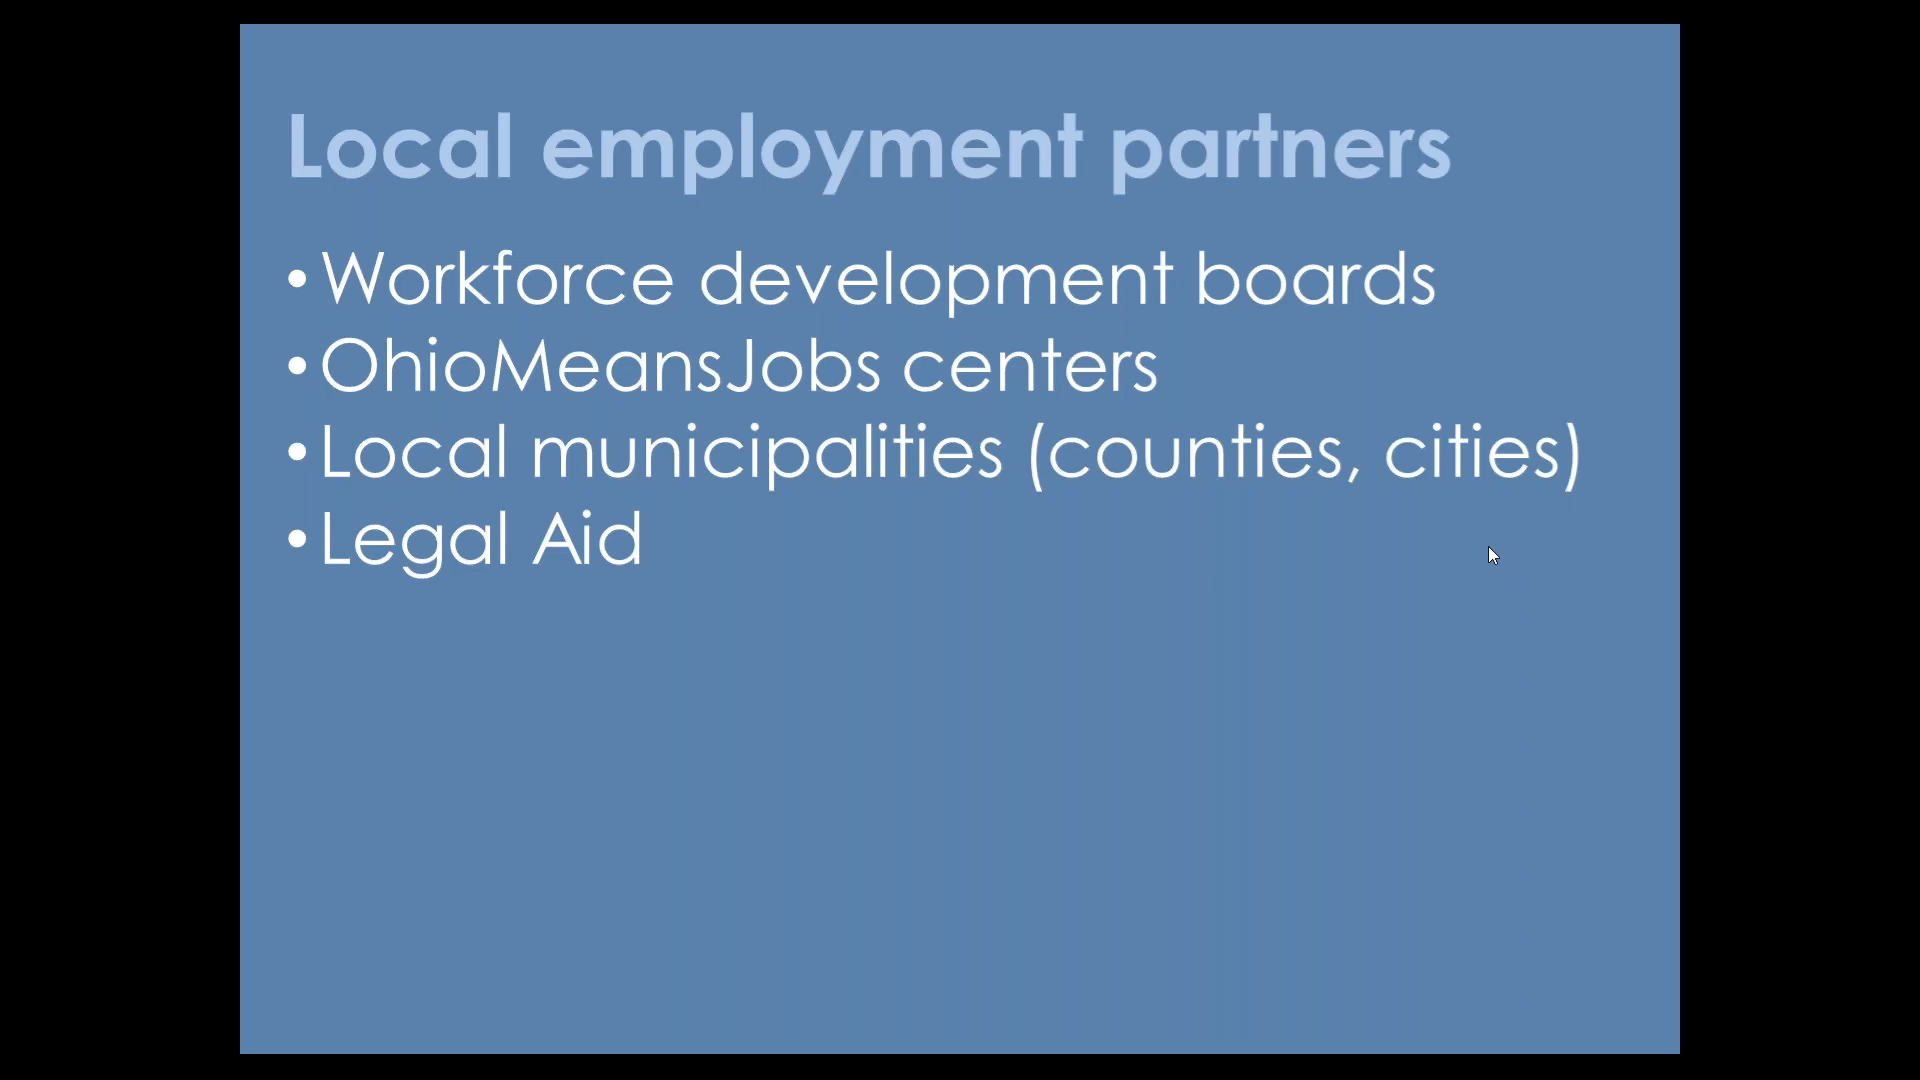 Local employment partners
• Workforce development boards
• OhioMeansJobs centers
• Local municipalities (counties, cities)
• Legal Aid